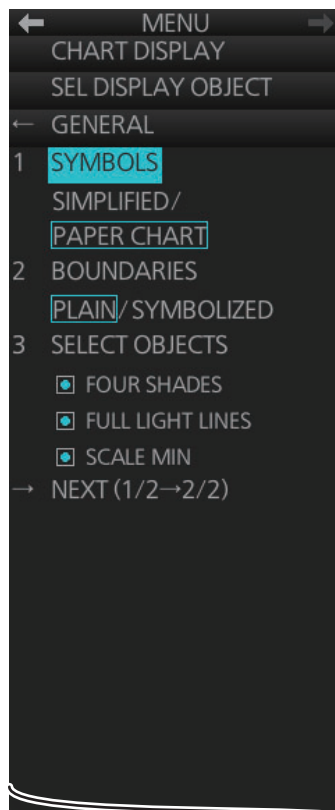 ← MENU →
CHART DISPLAY
SEL DISPLAY OBJECT
← GENERAL
1 SYMBOLS
SIMPLIFIED/
PAPER CHART
2 BOUNDARIES
PLAIN/SYMBOLIZED
3 SELECT OBJECTS
FOUR SHADES
FULL LIGHT LINES
SCALE MIN
→ NEXT (1/2→2/2)